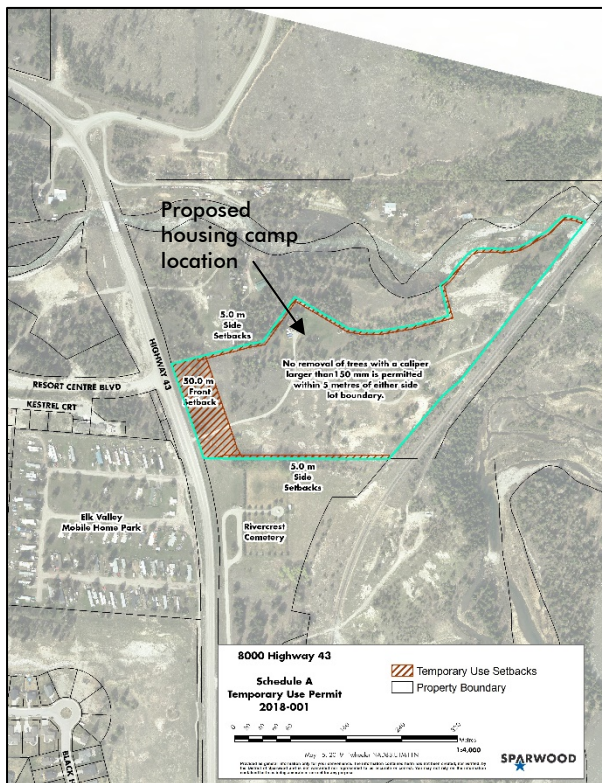 Proposed
housing camp
location
5.0 m
Side
Setbacks
HIGHWAY 43
No removal of trees with a caliper
larger than 150 mm is permitted
within 5 metres of either side
lot boundary.
50.0 m
Front
Setback
RESORT CENTRE BLVD
KESTREL CRT
5.0 m
Side
Setbacks
Elk Valley
Mobile Home Park
Rivercrest
Cemetery
8000 Highway 43
Schedule A
Temporary Use Permit
2018-001
Temporary Use Setbacks
Property Boundary
1:4,000
SPARWOOD
BLACK